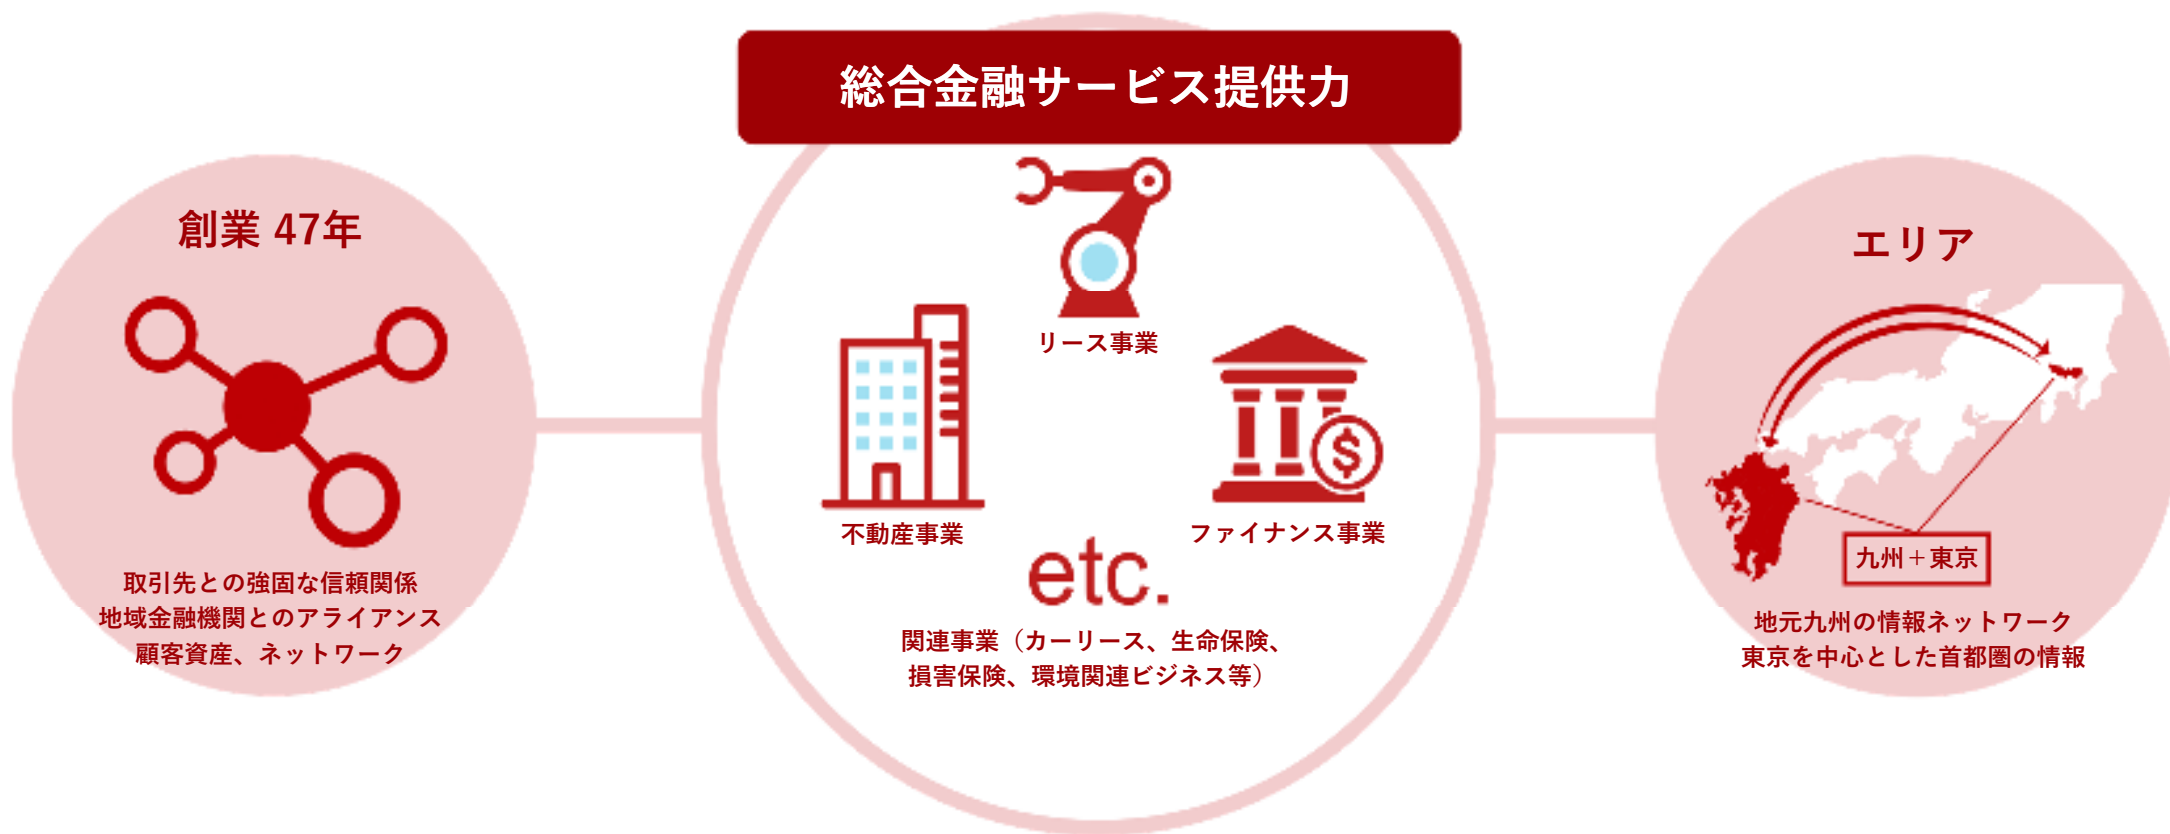 総合金融サービス提供力
創業 47年
取引先との強固な信頼関係
地域金融機関とのアライアンス
顧客資産、ネットワーク
リース事業
不動産事業
ファイナンス事業
etc.
関連事業（カーリース、生命保険、
損害保険、環境関連ビジネス等）
エリア
九州＋東京
地元九州の情報ネットワーク
東京を中心とした首都圏の情報